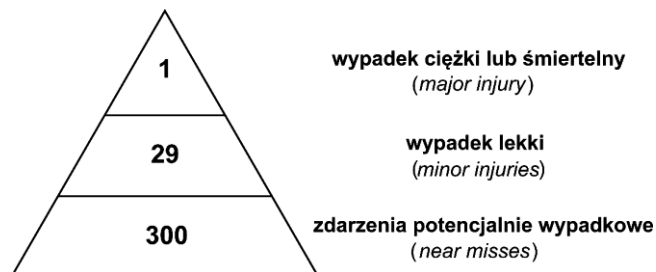 1
wypadek ciężki lub śmiertelny
(major injury)
29
wypadek lekki
(minor injuries)
300
zdarzenia potencjalnie wypadkowe
(near misses)